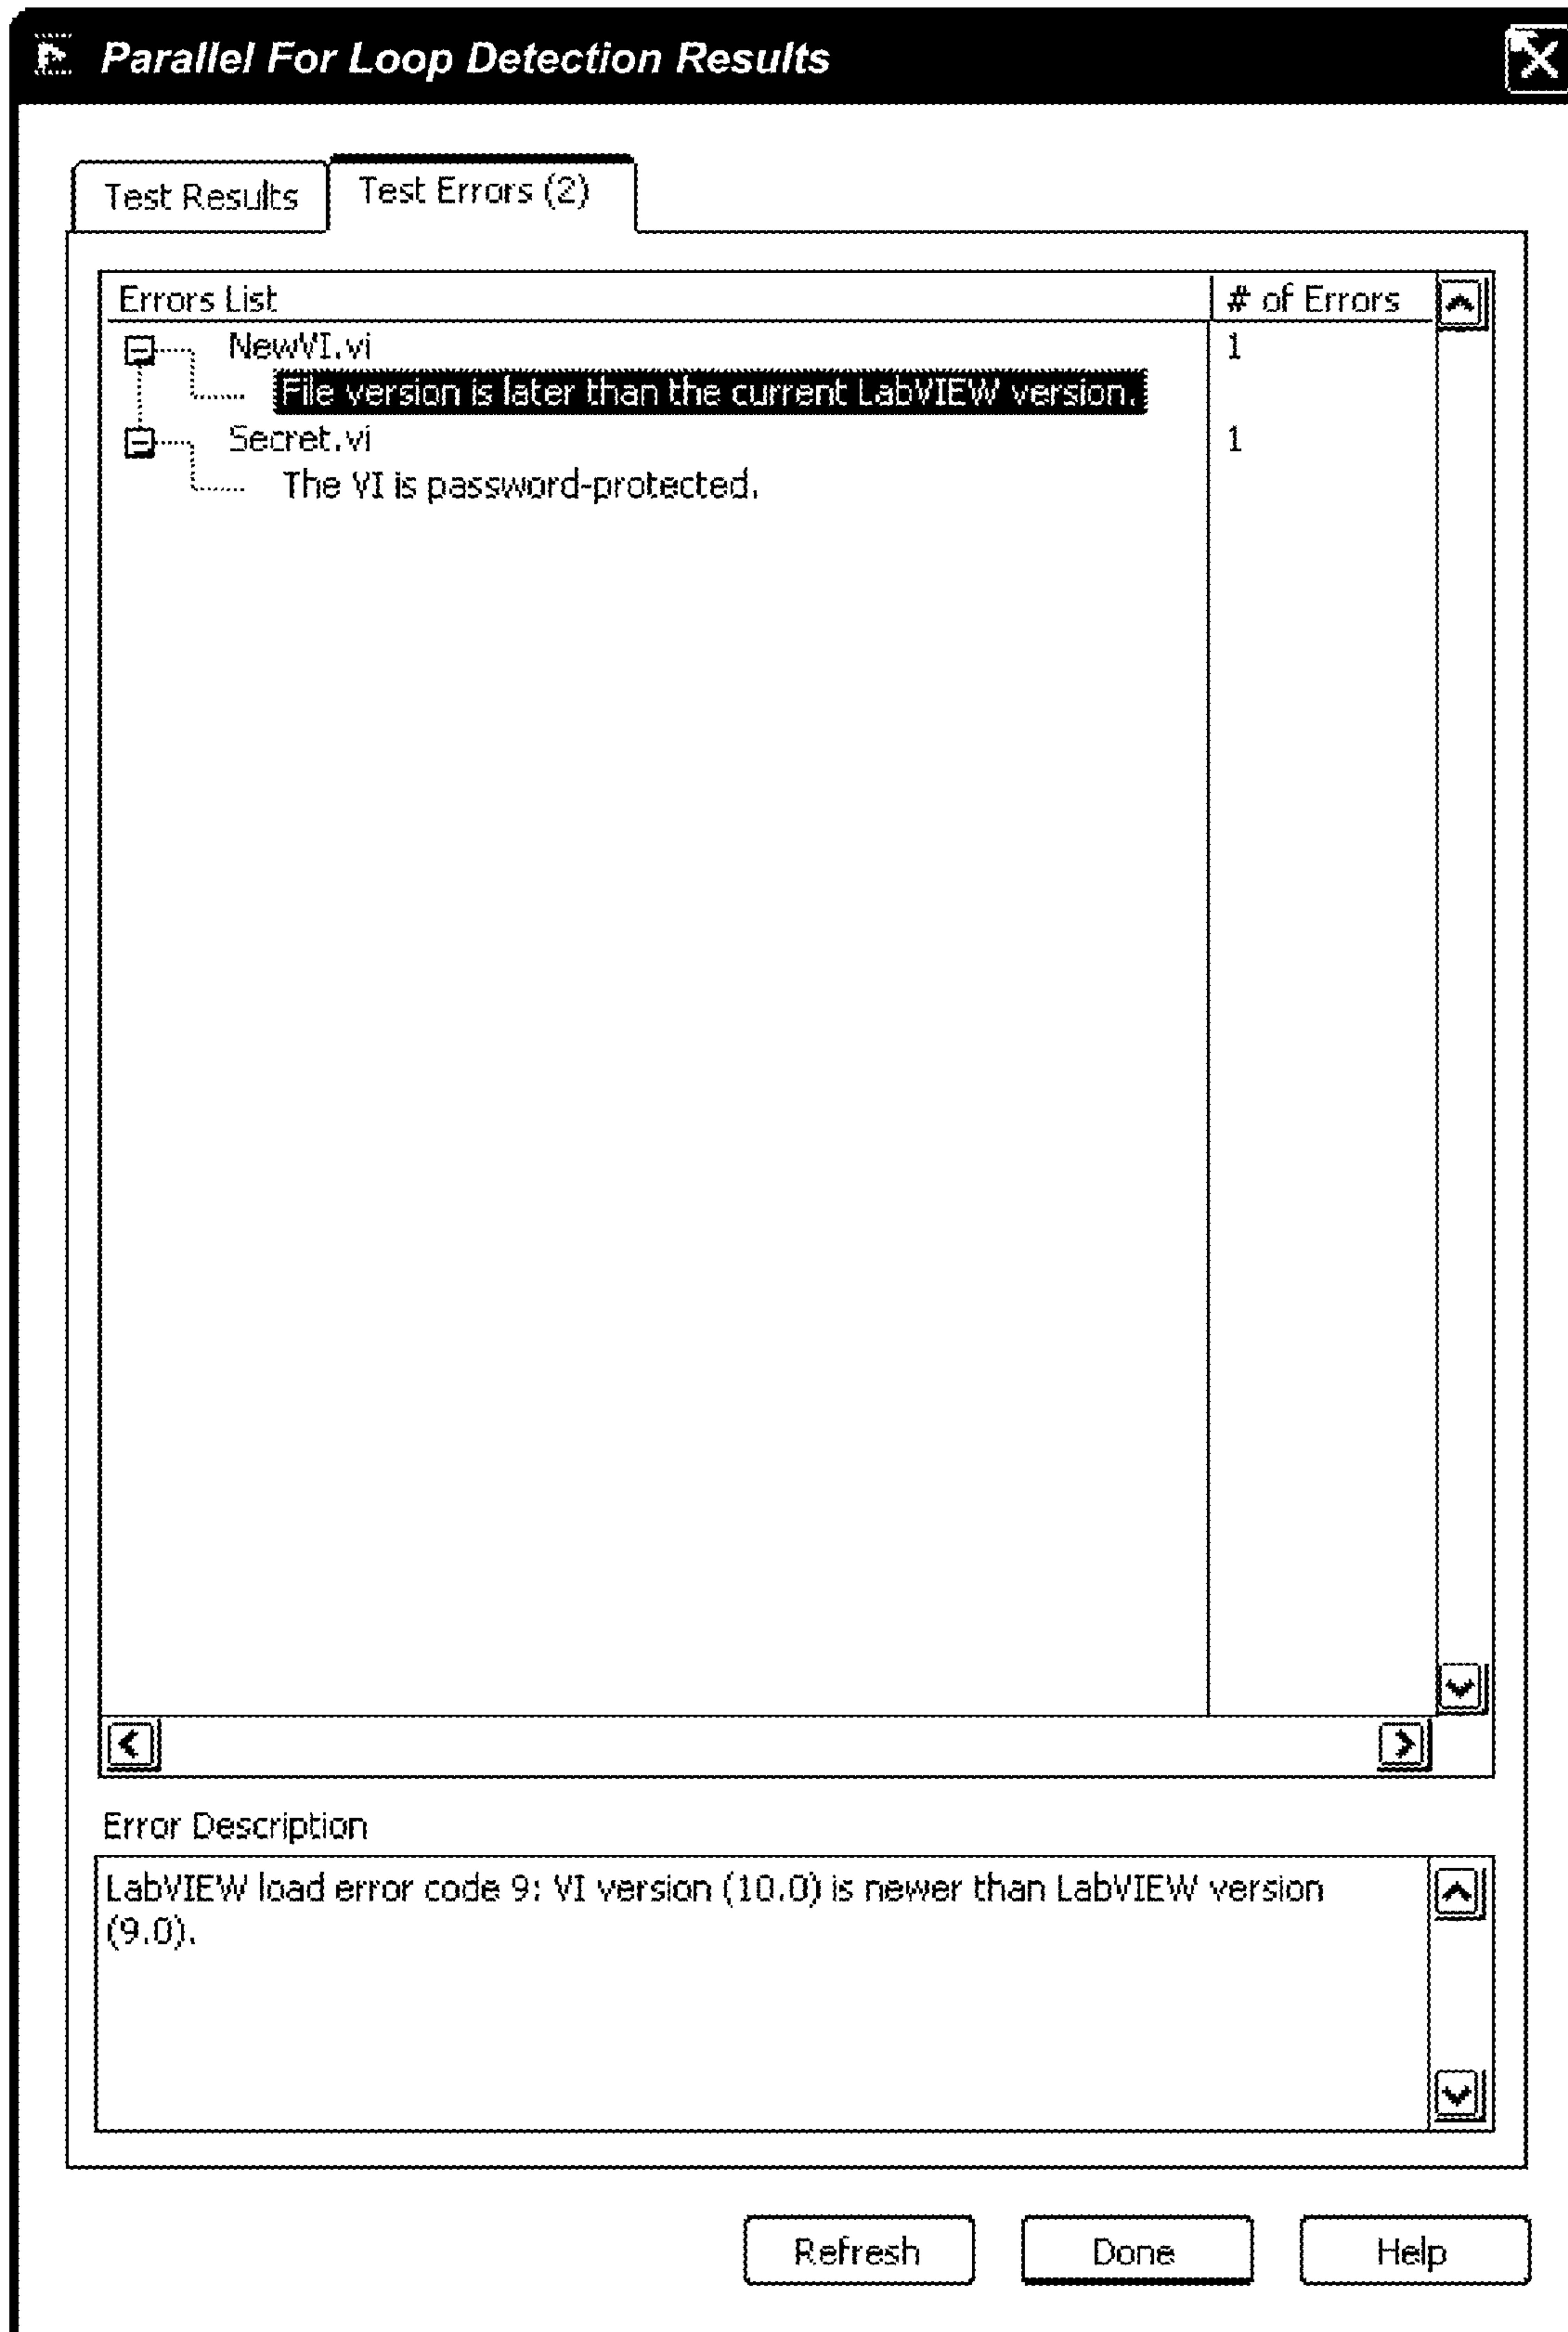 Parallel For Loop Detection Results
Test Results
Test Errors (2)
Errors List # of Errors
NewVI.vi 1
File version is later than the current LabVIEW version.
Secret.vi 1
The VI is password-protected.
Error Description
LabVIEW load error code 9: VI version (10.0) is newer than LabVIEW version
(9.0).
Refresh Done Help